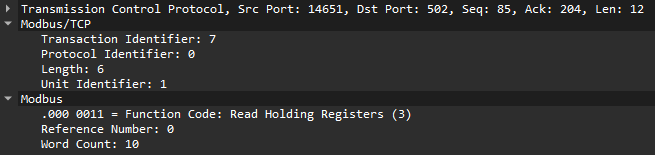 Transmission Control Protocol, Src Port: 14651, Dst Port: 502, Seq: 85, Ack: 204, Len: 12
Modbus/TCP
Transaction Identifier: 7
Protocol Identifier: 0
Length: 6
Unit Identifier: 1
Modbus
.000 0011 = Function Code: Read Holding Registers (3)
Reference Number: 0
Word Count: 10